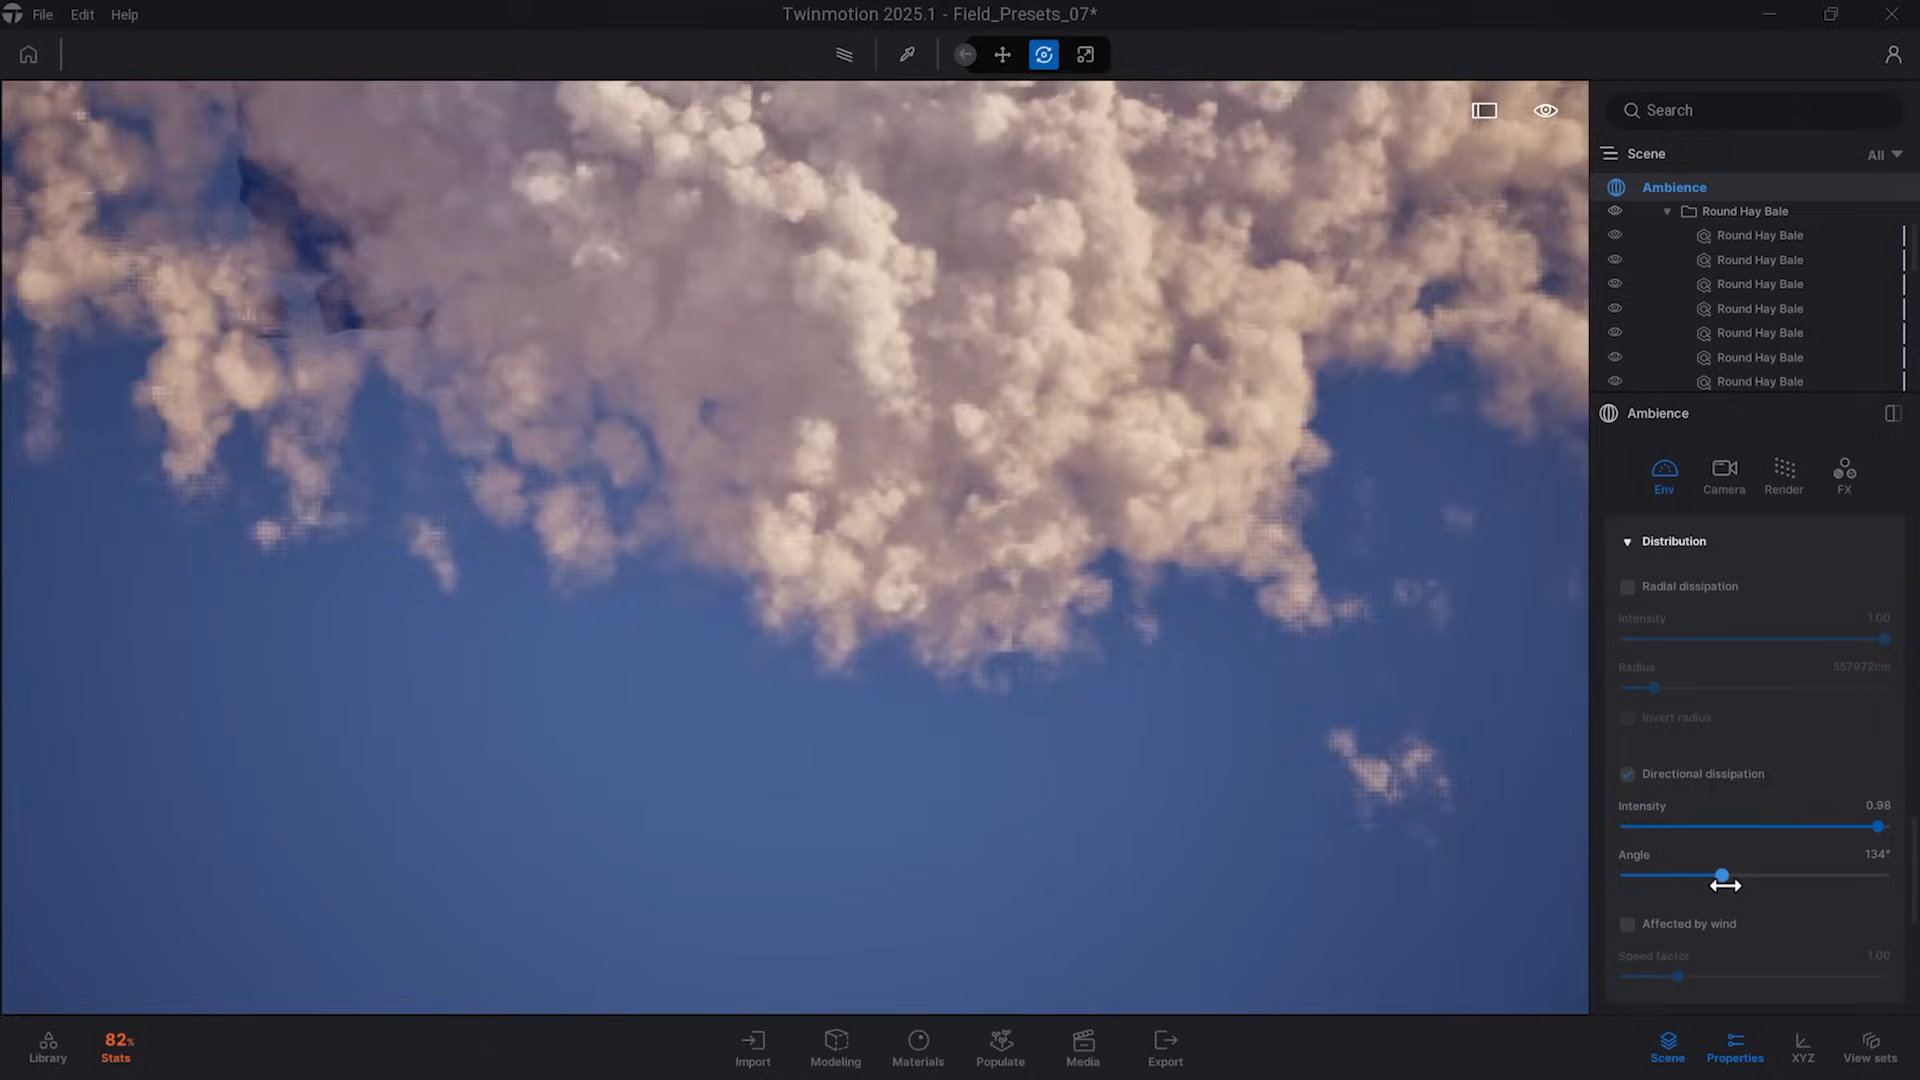 File Edit Help
Twinmotion 2025.1 - Field_Presets_07*
Search
Scene
All
Ambience
Round Hay Bale
Round Hay Bale
Round Hay Bale
Round Hay Bale
Round Hay Bale
Round Hay Bale
Round Hay Bale
Round Hay Bale
Ambience
Env Camera Render FX
Distribution
Radial dissipation
Intensity 1.00
Radius 557972cm
Invert radius
Directional dissipation
Intensity 0.98
Angle 134°
Affected by wind
Speed factor 1.00
82%
Library Stats Import Modeling Materials Populate Media Export Scene Properties XYZ View sets